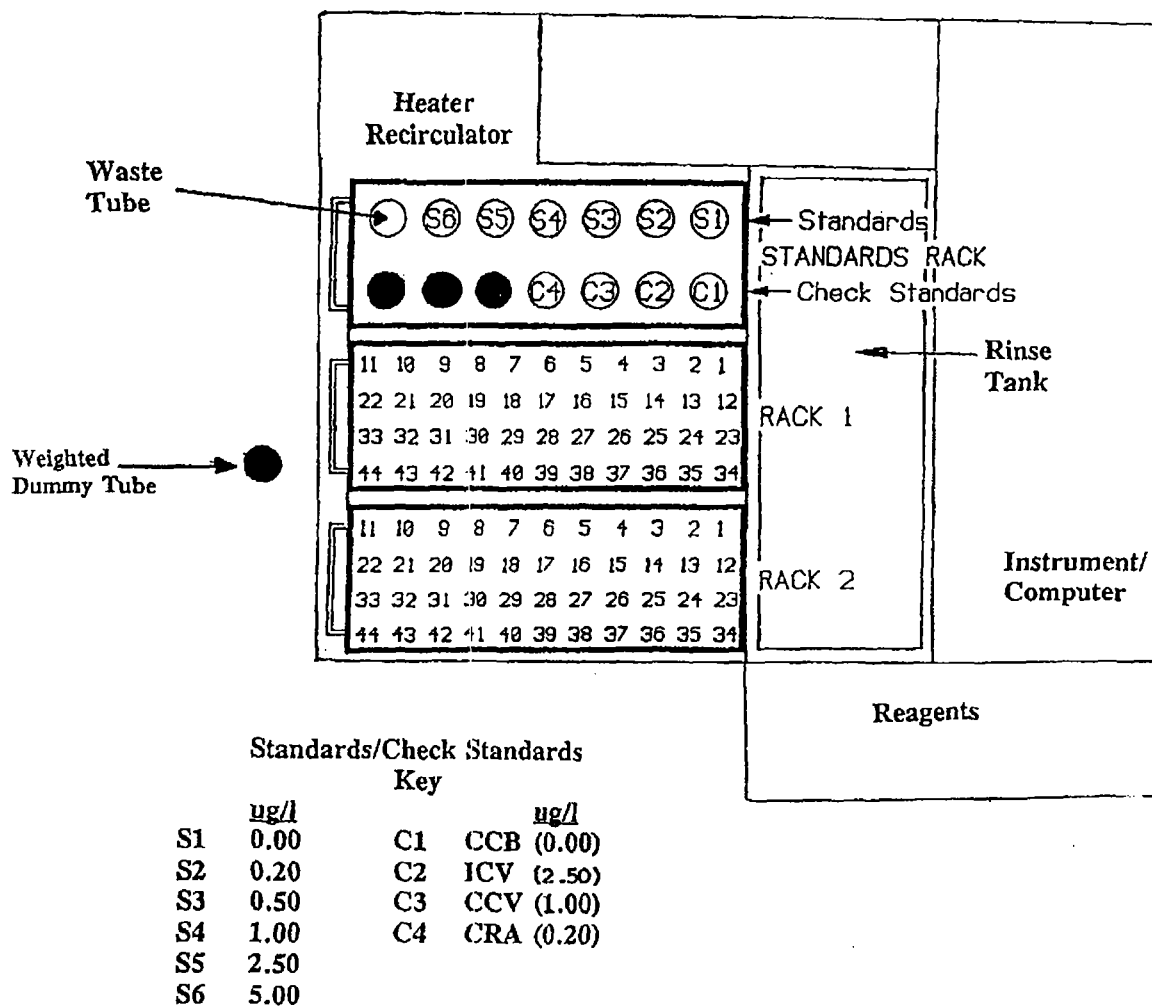 Heater
Recirculator
Waste
Tube
S6 S5 S4 S3 S2 S1
Standards
STANDARDS RACK
C4 C3 C2 C1
Check Standards
Rinse
Tank
11 10 9 8 7 6 5 4 3 2 1
22 21 20 19 18 17 16 15 14 13 12
33 32 31 30 29 28 27 26 25 24 23
44 43 42 41 40 39 38 37 36 35 34
RACK 1
Weighted
Dummy Tube
11 10 9 8 7 6 5 4 3 2 1
22 21 20 19 18 17 16 15 14 13 12
33 32 31 30 29 28 27 26 25 24 23
44 43 42 41 40 39 38 37 36 35 34
RACK 2
Instrument/
Computer
Reagents
Standards/Check Standards
Key
ug/l ug/l
S1 0.00 C1 CCB (0.00)
S2 0.20 C2 ICV (2.50)
S3 0.50 C3 CCV (1.00)
S4 1.00 C4 CRA (0.20)
S5 2.50
S6 5.00